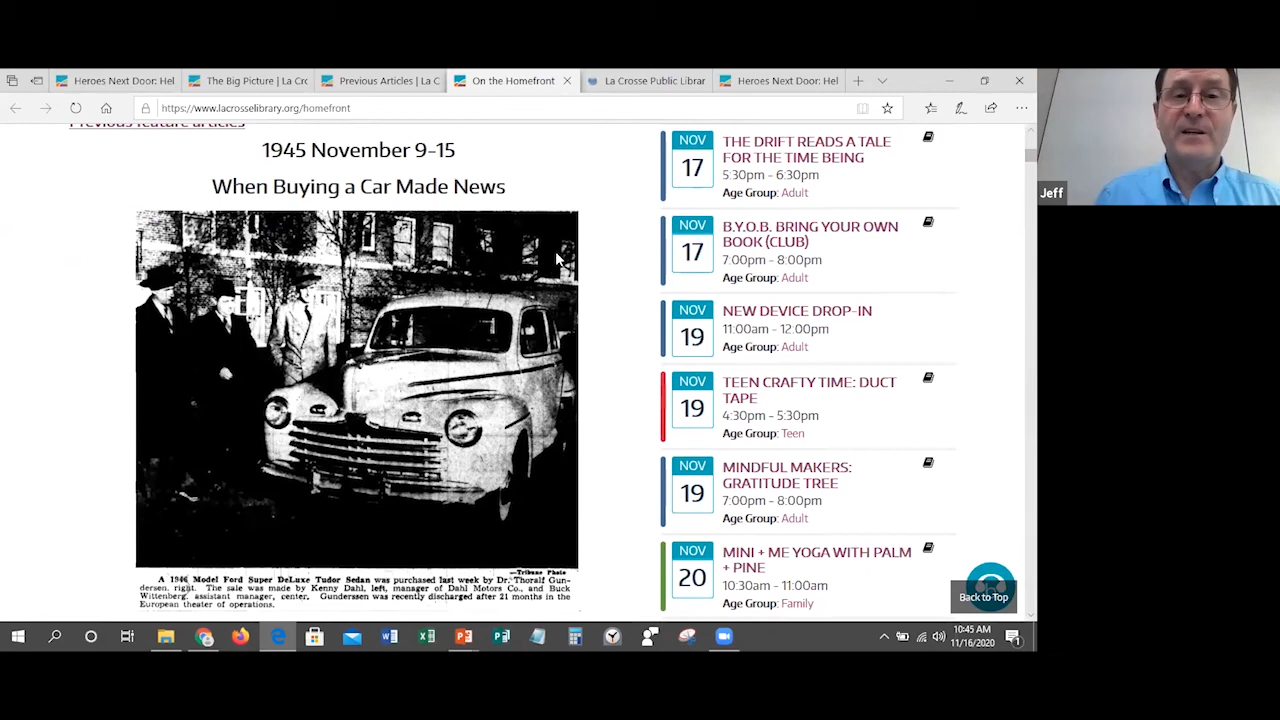 Heroes Next Door: Hel
The Big Picture | La Crc
Previous Articles | La C
On the Homefront
La Crosse Public Librar
Heroes Next Door: Hel
https://www.lacrosselibrary.org/homefront
Previous feature articles
1945 November 9-15
When Buying a Car Made News
—Tribune Photo
A 1946 Model Ford Super DeLuxe Tudor Sedan was purchased last week by Dr. Thoralf Gun-
dersen, right. The sale was made by Kenny Dahl, left, manager of Dahl Motors Co., and Buck
Wittenberg, assistant manager, center. Gunderssen was recently discharged after 21 months in the
European theater of operations.
NOV
17
THE DRIFT READS A TALE
FOR THE TIME BEING
5:30pm - 6:30pm
Age Group: Adult
NOV
17
B.Y.O.B. BRING YOUR OWN
BOOK (CLUB)
7:00pm - 8:00pm
Age Group: Adult
NOV
19
NEW DEVICE DROP-IN
11:00am - 12:00pm
Age Group: Adult
NOV
19
TEEN CRAFTY TIME: DUCT
TAPE
4:30pm - 5:30pm
Age Group: Teen
NOV
19
MINDFUL MAKERS:
GRATITUDE TREE
7:00pm - 8:00pm
Age Group: Adult
NOV
20
MINI + ME YOGA WITH PALM
+ PINE
10:30am - 11:00am
Age Group: Family
Back to Top
Jeff
10:45 AM
11/16/2020